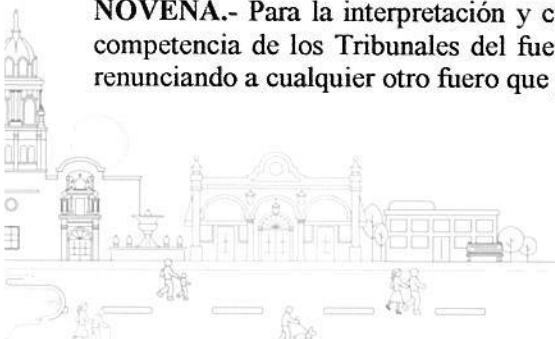 NOVENA.- Para la interpretación y c
competencia de los Tribunales del fue
renunciando a cualquier otro fuero que